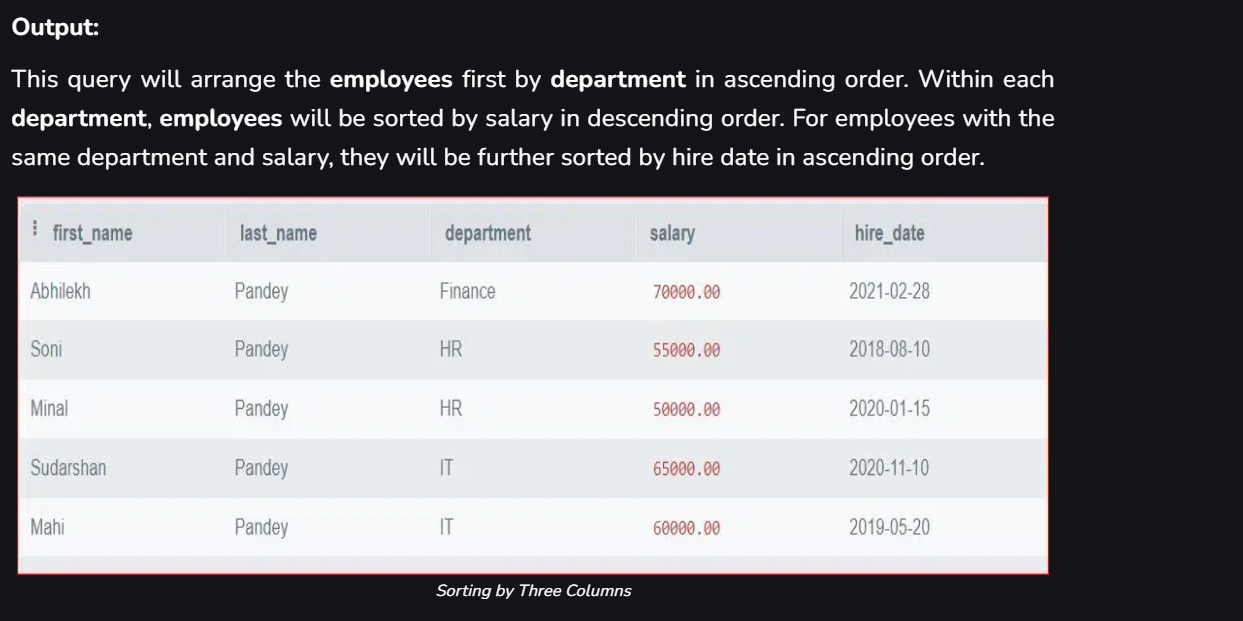 Output:
This query will arrange the employees first by department in ascending order. Within each
department, employees will be sorted by salary in descending order. For employees with the
same department and salary, they will be further sorted by hire date in ascending order.
first_name last_name department salary hire_date
Abhilekh Pandey Finance 70000.00 2021-02-28
Soni Pandey HR 55000.00 2018-08-10
Minal Pandey HR 50000.00 2020-01-15
Sudarshan Pandey IT 65000.00 2020-11-10
Mahi Pandey IT 60000.00 2019-05-20
Sorting by Three Columns